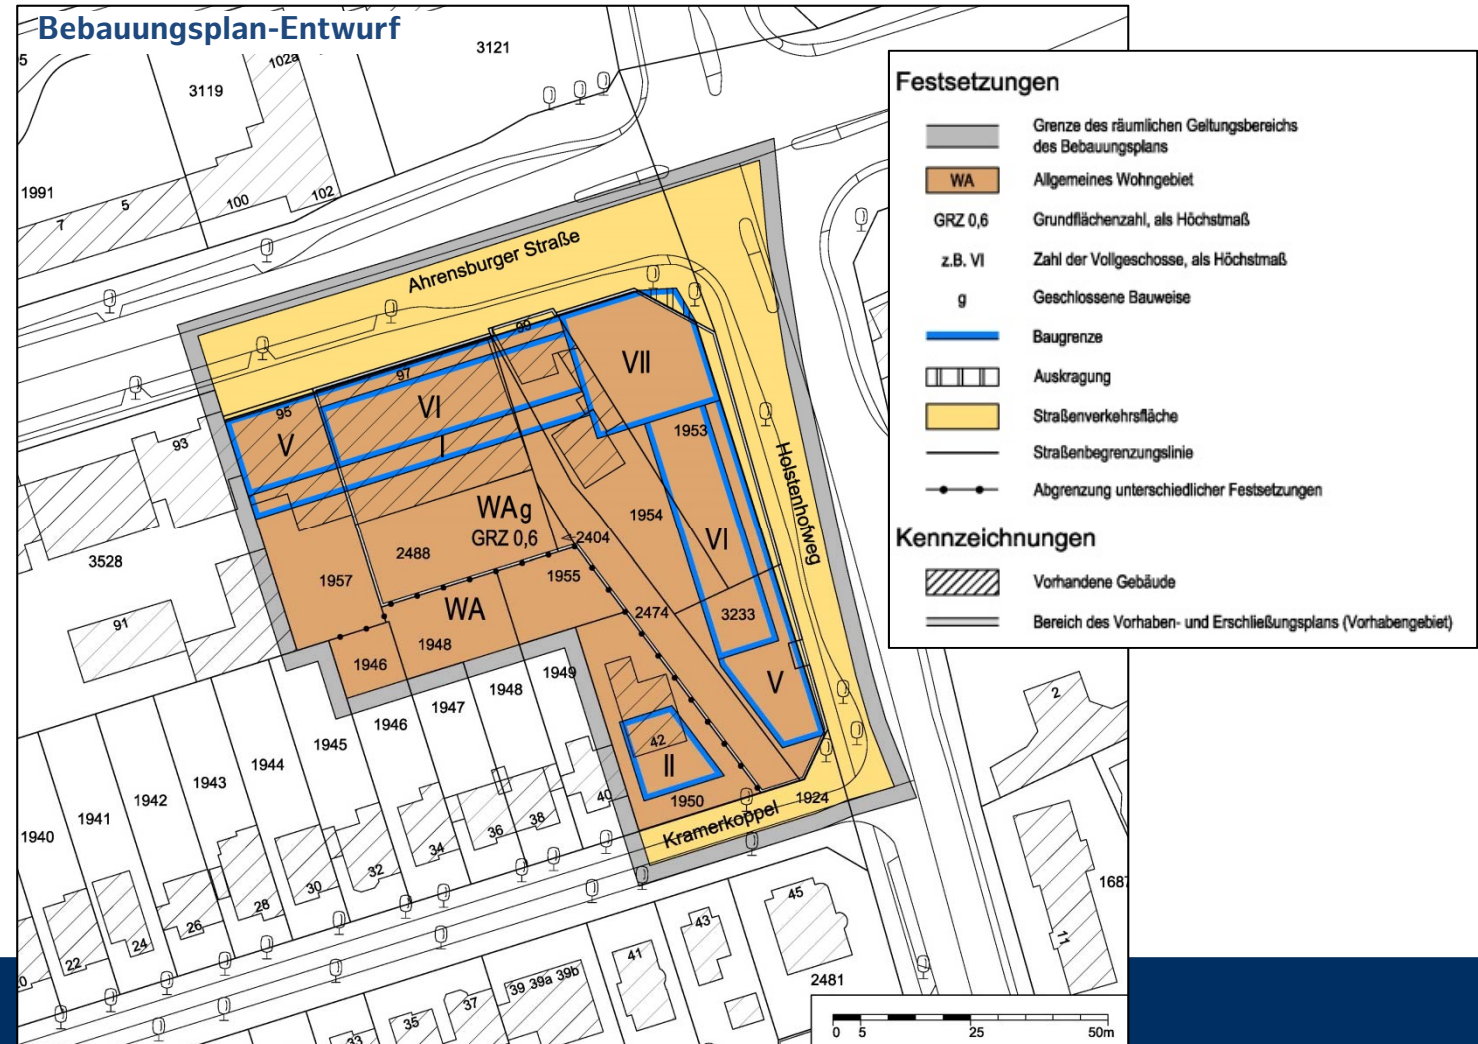 Bebauungsplan-Entwurf
5
3119
102a
3121
1991
7
5
100
102
Ahrensburger Straße
99
97
95
93
V
VI
I
VII
1953
Holstenhofweg
WA g
GRZ 0,6
2404
1954
VI
3528
2488
1957
1955
WA
2474
3233
91
1948
1946
V
1949
1948
1947
1946
1945
1944
1943
1942
1941
1940
42
II
1950
1924
Kramerkoppel
40
38
36
34
32
30
28
26
24
22
20
2
1687
11
45
43
41
39 39a 39b
37
35
33
2481
0 5 25 50m
Festsetzungen
Grenze des räumlichen Geltungsbereichs
des Bebauungsplans
WA Allgemeines Wohngebiet
GRZ 0,6 Grundflächenzahl, als Höchstmaß
z.B. VI Zahl der Vollgeschosse, als Höchstmaß
g Geschlossene Bauweise
Baugrenze
Auskragung
Straßenverkehrsfläche
Straßenbegrenzungslinie
Abgrenzung unterschiedlicher Festsetzungen
Kennzeichnungen
Vorhandene Gebäude
Bereich des Vorhaben- und Erschließungsplans (Vorhabengebiet)